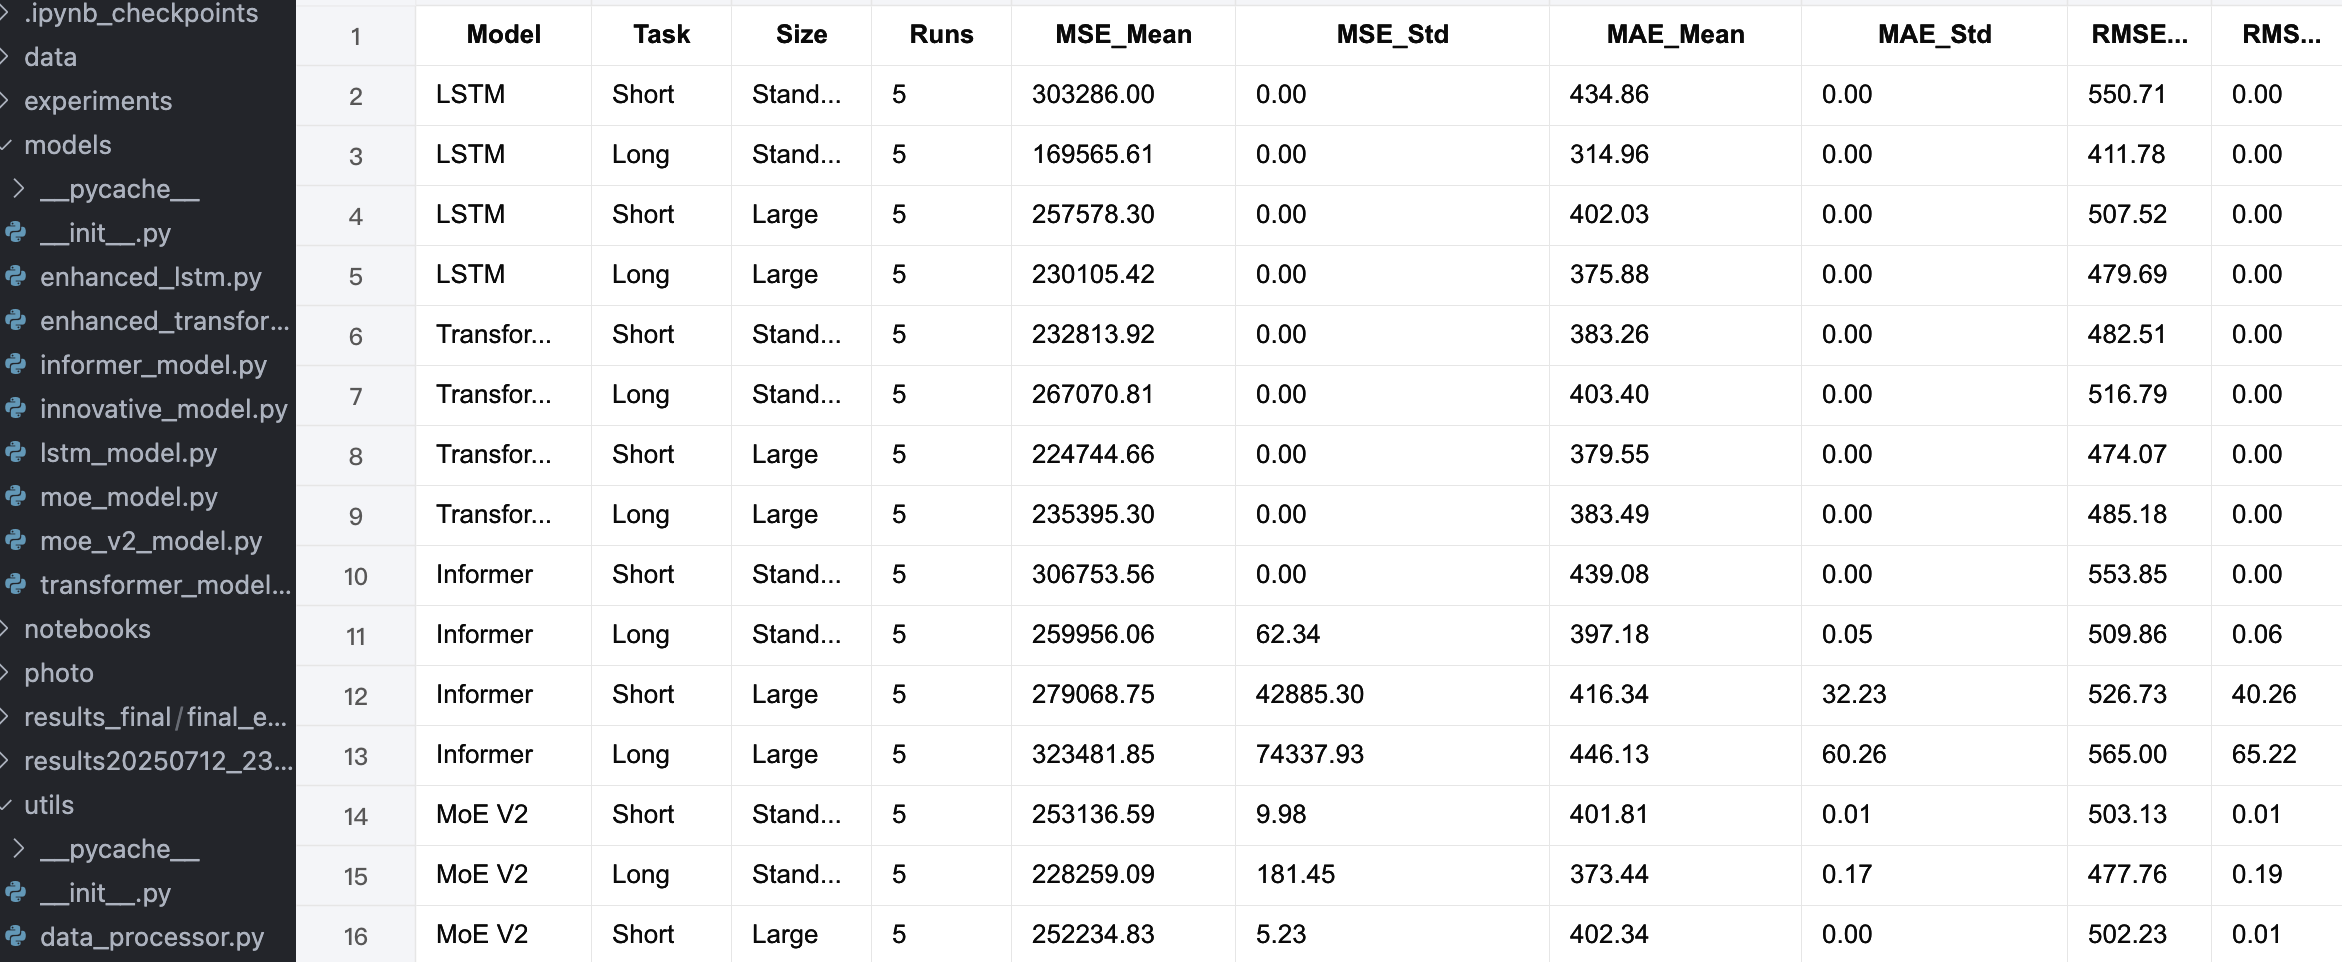 .ipynb_checkpoints
data
experiments
models
__pycache__
__init__.py
enhanced_lstm.py
enhanced_transfor...
informer_model.py
innovative_model.py
lstm_model.py
moe_model.py
moe_v2_model.py
transformer_model...
notebooks
photo
results_final/final_e...
results20250712_23...
utils
__pycache__
__init__.py
data_processor.py
1 Model Task Size Runs MSE_Mean MSE_Std MAE_Mean MAE_Std RMSE... RMS...
2 LSTM Short Stand... 5 303286.00 0.00 434.86 0.00 550.71 0.00
3 LSTM Long Stand... 5 169565.61 0.00 314.96 0.00 411.78 0.00
4 LSTM Short Large 5 257578.30 0.00 402.03 0.00 507.52 0.00
5 LSTM Long Large 5 230105.42 0.00 375.88 0.00 479.69 0.00
6 Transfor... Short Stand... 5 232813.92 0.00 383.26 0.00 482.51 0.00
7 Transfor... Long Stand... 5 267070.81 0.00 403.40 0.00 516.79 0.00
8 Transfor... Short Large 5 224744.66 0.00 379.55 0.00 474.07 0.00
9 Transfor... Long Large 5 235395.30 0.00 383.49 0.00 485.18 0.00
10 Informer Short Stand... 5 306753.56 0.00 439.08 0.00 553.85 0.00
11 Informer Long Stand... 5 259956.06 62.34 397.18 0.05 509.86 0.06
12 Informer Short Large 5 279068.75 42885.30 416.34 32.23 526.73 40.26
13 Informer Long Large 5 323481.85 74337.93 446.13 60.26 565.00 65.22
14 MoE V2 Short Stand... 5 253136.59 9.98 401.81 0.01 503.13 0.01
15 MoE V2 Long Stand... 5 228259.09 181.45 373.44 0.17 477.76 0.19
16 MoE V2 Short Large 5 252234.83 5.23 402.34 0.00 502.23 0.01